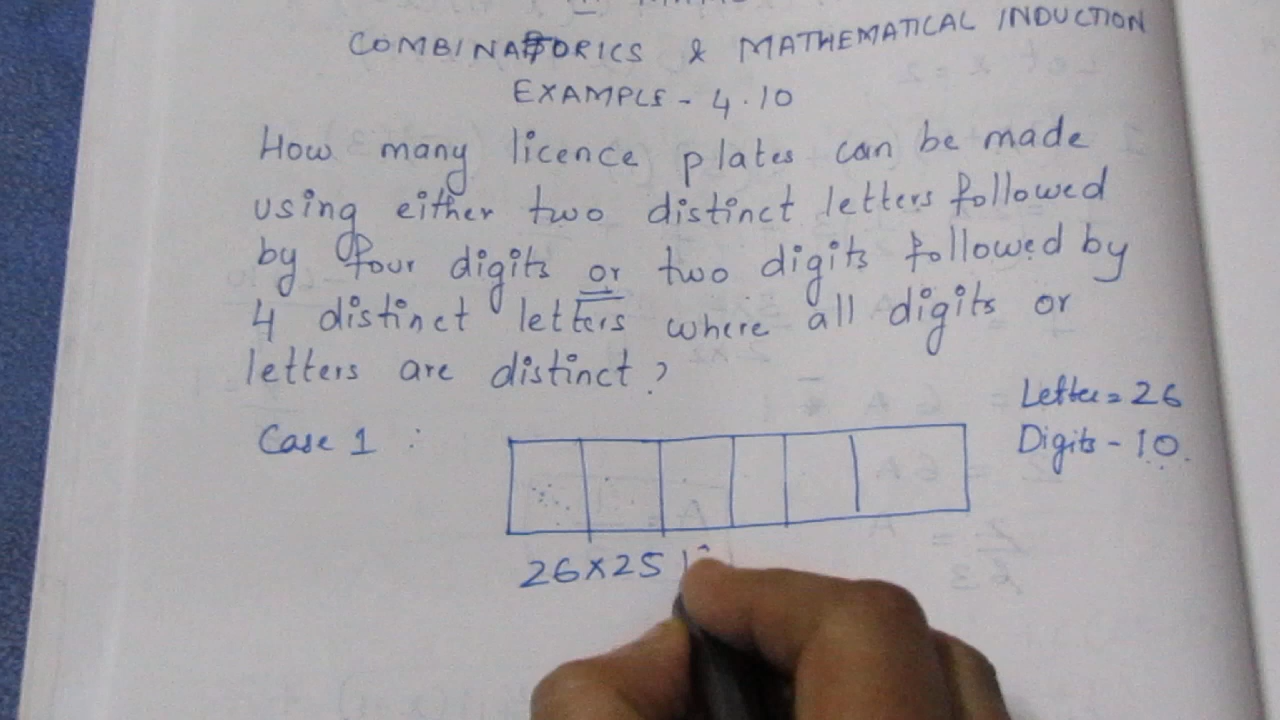 COMBINATORICS & MATHEMATICAL INDUCTION
EXAMPLE - 4.10
How many licence plates can be made
using either two distinct letters followed
by four digits or two digits followed by
4 distinct letters where all digits or
letters are distinct?
Letter = 26
Case 1 :
Digits - 10.
26x25